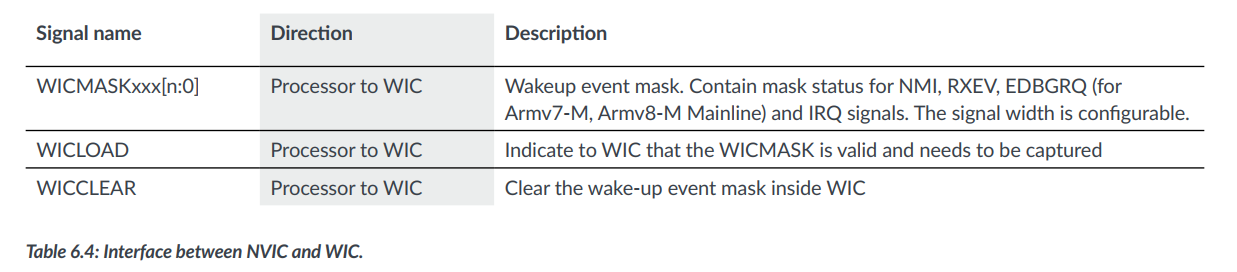 Signal name Direction Description
WICMASKxxx[n:0] Processor to WIC Wakeup event mask. Contain mask status for NMI, RXEV, EDBGRQ (for
Armv7-M, Armv8-M Mainline) and IRQ signals. The signal width is configurable.
WICLOAD Processor to WIC Indicate to WIC that the WICMASK is valid and needs to be captured
WICCLEAR Processor to WIC Clear the wake-up event mask inside WIC
Table 6.4: Interface between NVIC and WIC.